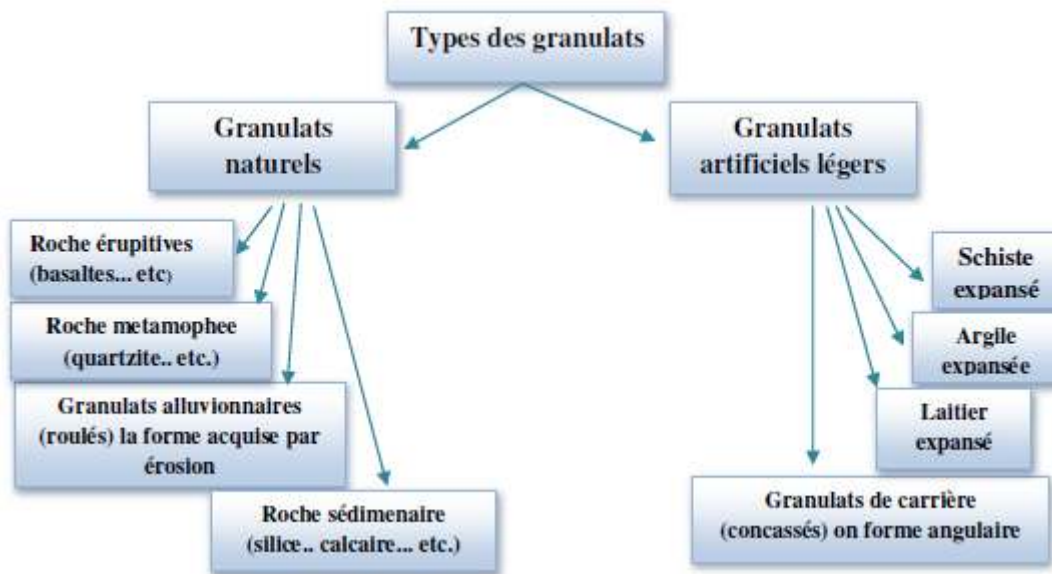 Types des granulats
Granulats
naturels
Granulats
artificiels légers
Roche érupitives
(basaltes... etc)
Roche metamophee
(quartzite.. etc.)
Granulats alluvionnaires
(roulés) la forme acquise par
érosion
Roche sédimenaire
(silice.. calcaire... etc.)
Schiste
expansé
Argile
expansée
Laitier
expansé
Granulats de carrière
(concassés) on forme angulaire